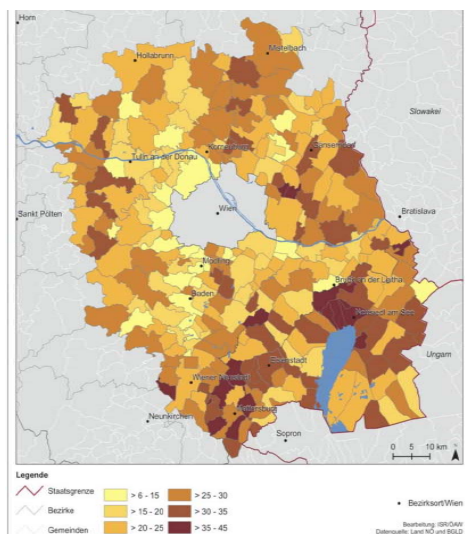 Horn
Mistelbach
Hollabrunn
Slowakei
Korneuburg
Gänserndorf
Tulln an der Donau
Wien
Sankt Pölten
Bratislava
Mödling
Bruck an der Leitha
Baden
Neusiedl am See
Ungarn
Eisenstadt
Wiener Neustadt
Mattersburg
Neunkirchen
Sopron
0 5 10 km
Legende
Staatsgrenze
Bezirke
Gemeinden
> 6 - 15
> 15 - 20
> 20 - 25
> 25 - 30
> 30 - 35
> 35 - 45
Bezirksort/Wien
Bearbeitung: ISR/ÖAW
Datenquelle: Land NÖ und BGLD